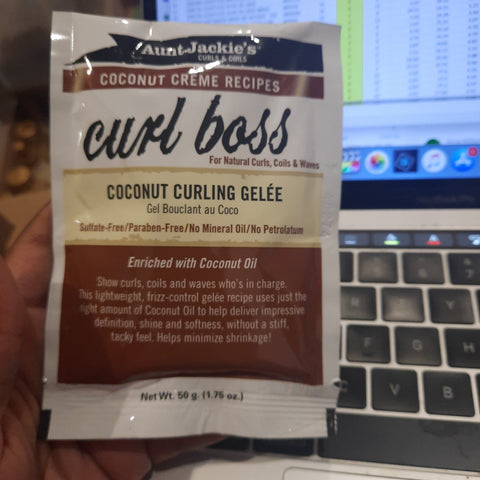 Aunt Jackie's
CURLS & COILS
COCONUT CRÈME RECIPES
curl boss
For Natural Curls, Coils & Waves
COCONUT CURLING GELÉE
Gel Bouclant au Coco
Sulfate-Free/Paraben-Free/No Mineral Oil/No Petrolatum
Enriched with Coconut Oil
Show curls, coils and waves who's in charge.
This lightweight, frizz-control gelée recipe uses just the
right amount of Coconut Oil to help deliver impressive
definition, shine and softness, without a stiff,
tacky feel. Helps minimize shrinkage!
Net Wt. 50 g. (1.75 oz.)